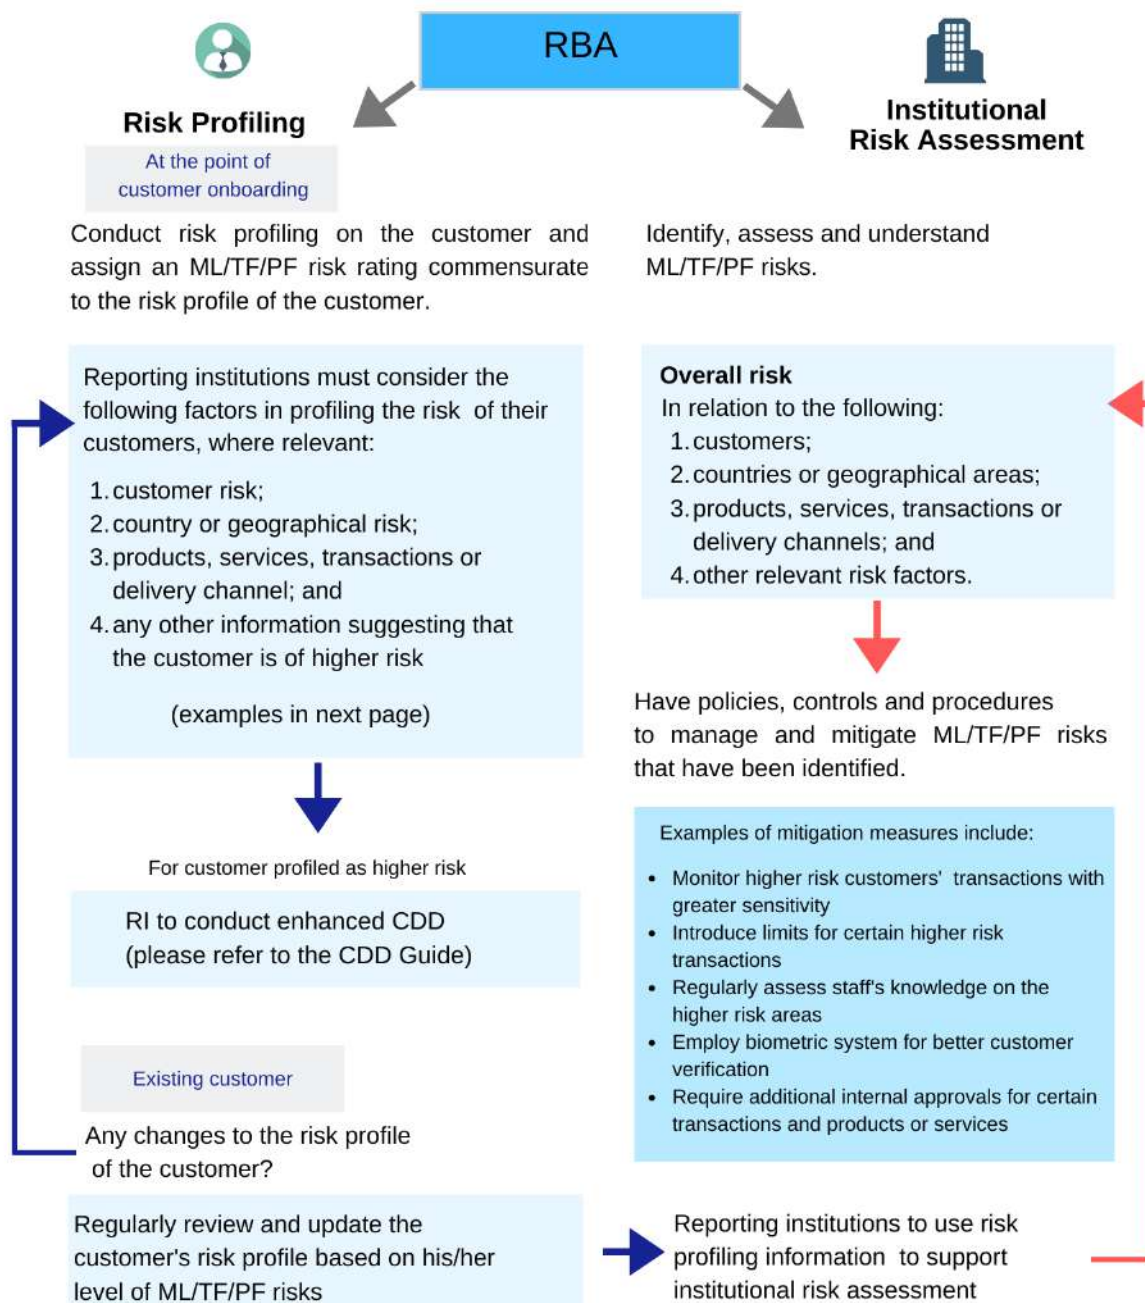 RBA
Risk Profiling
At the point of
customer onboarding
Conduct risk profiling on the customer and
assign an ML/TF/PF risk rating commensurate
to the risk profile of the customer.
Reporting institutions must consider the
following factors in profiling the risk of their
customers, where relevant:
1. customer risk;
2. country or geographical risk;
3. products, services, transactions or
delivery channel; and
4. any other information suggesting that
the customer is of higher risk
(examples in next page)
For customer profiled as higher risk
RI to conduct enhanced CDD
(please refer to the CDD Guide)
Existing customer
Any changes to the risk profile
of the customer?
Regularly review and update the
customer's risk profile based on his/her
level of ML/TF/PF risks
Institutional
Risk Assessment
Identify, assess and understand
ML/TF/PF risks.
Overall risk
In relation to the following:
1. customers;
2. countries or geographical areas;
3. products, services, transactions or
delivery channels; and
4. other relevant risk factors.
Have policies, controls and procedures
to manage and mitigate ML/TF/PF risks
that have been identified.
Examples of mitigation measures include:
• Monitor higher risk customers' transactions with
greater sensitivity
• Introduce limits for certain higher risk
transactions
• Regularly assess staff's knowledge on the
higher risk areas
• Employ biometric system for better customer
verification
• Require additional internal approvals for certain
transactions and products or services
Reporting institutions to use risk
profiling information to support
institutional risk assessment